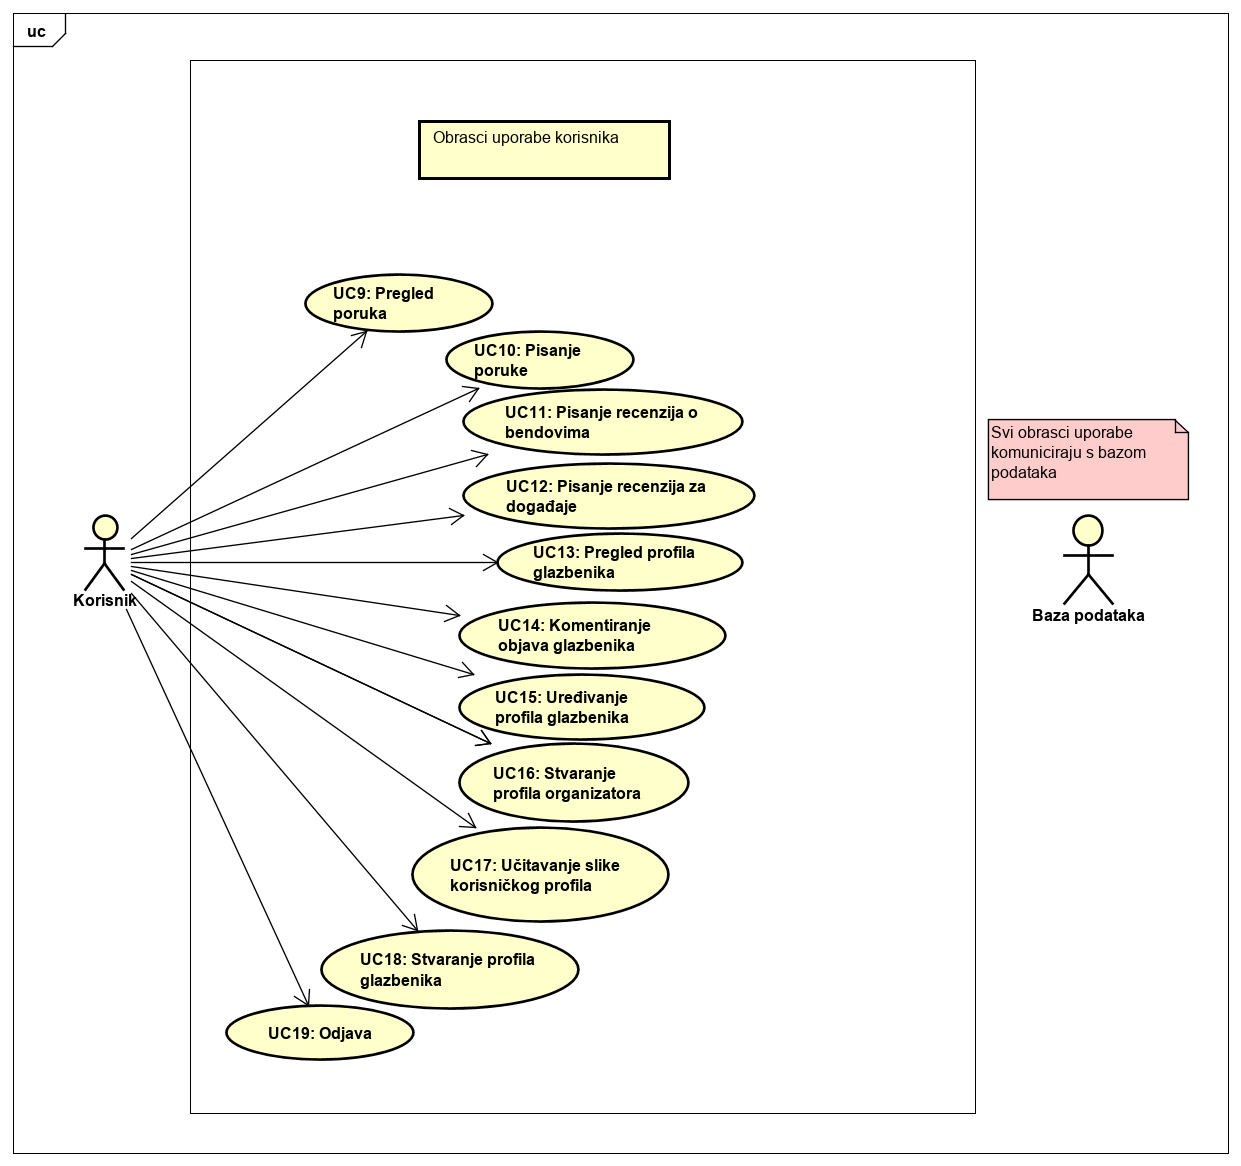 uc
Obrasci uporabe korisnika
UC9: Pregled
poruka
UC10: Pisanje
poruke
UC11: Pisanje recenzija o
bendovima
UC12: Pisanje recenzija za
događaje
UC13: Pregled profila
glazbenika
UC14: Komentiranje
objava glazbenika
UC15: Uređivanje
profila glazbenika
UC16: Stvaranje
profila organizatora
UC17: Učitavanje slike
korisničkog profila
UC18: Stvaranje profila
glazbenika
UC19: Odjava
Korisnik
Svi obrasci uporabe
komuniciraju s bazom
podataka
Baza podataka